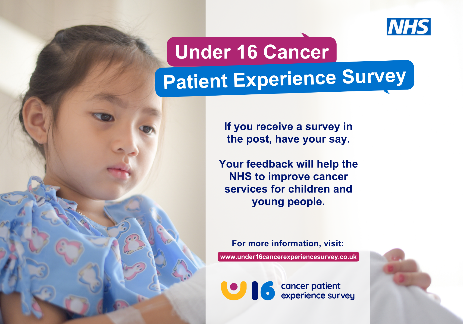 NHS
Under 16 Cancer
Patient Experience Survey
If you receive a survey in
the post, have your say.
Your feedback will help the
NHS to improve cancer
services for children and
young people.
For more information, visit:
www.under16cancerexperiencesurvey.co.uk
U16 cancer patient
experience survey